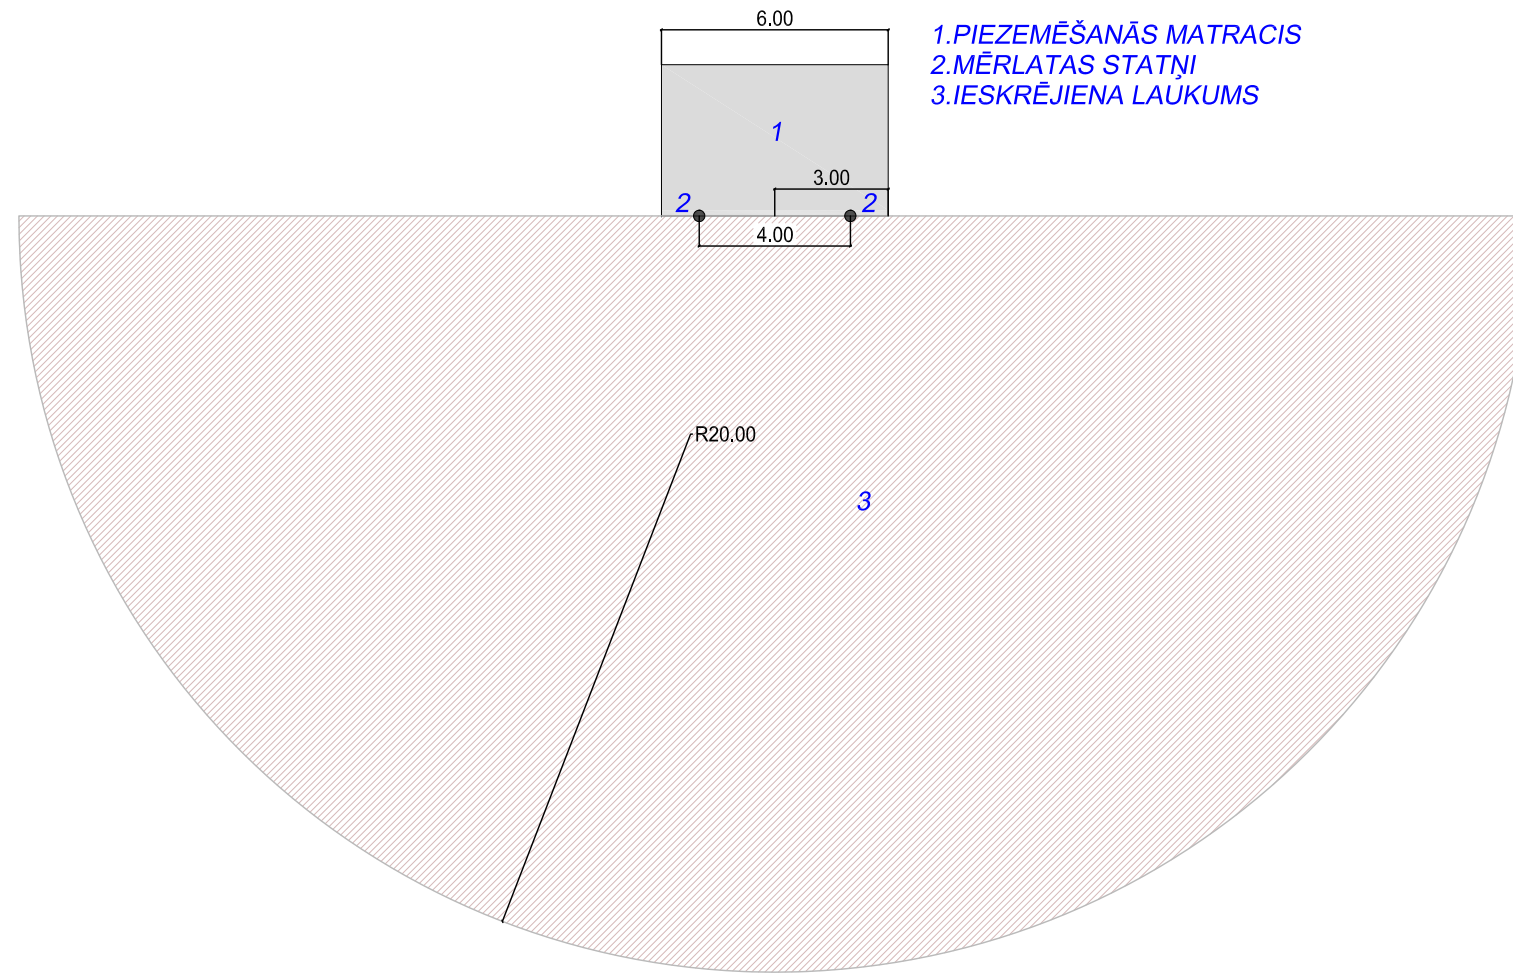 6.00
1.PIEZEMĒŠANĀS MATRACIS
2.MĒRLATAS STATŅI
3.IESKRĒJIENA LAUKUMS
1
3.00
2
2
4.00
R20.00
3